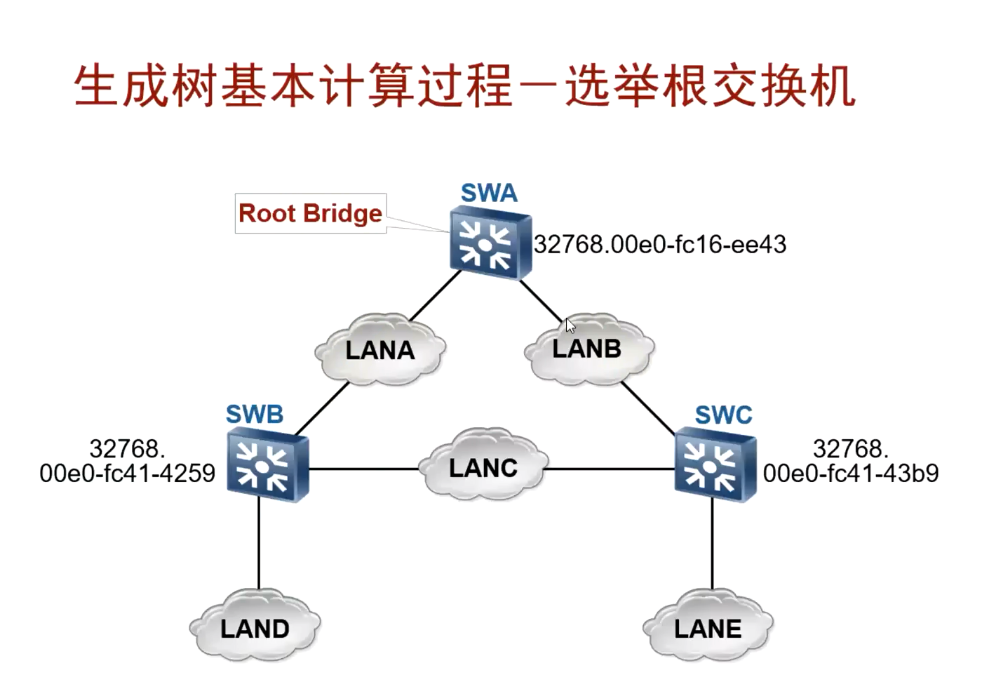 生成树基本计算过程－选举根交换机
SWA
Root Bridge
32768.00e0-fc16-ee43
LANA
LANB
SWB
SWC
32768.
00e0-fc41-4259
LANC
32768.
00e0-fc41-43b9
LAND
LANE